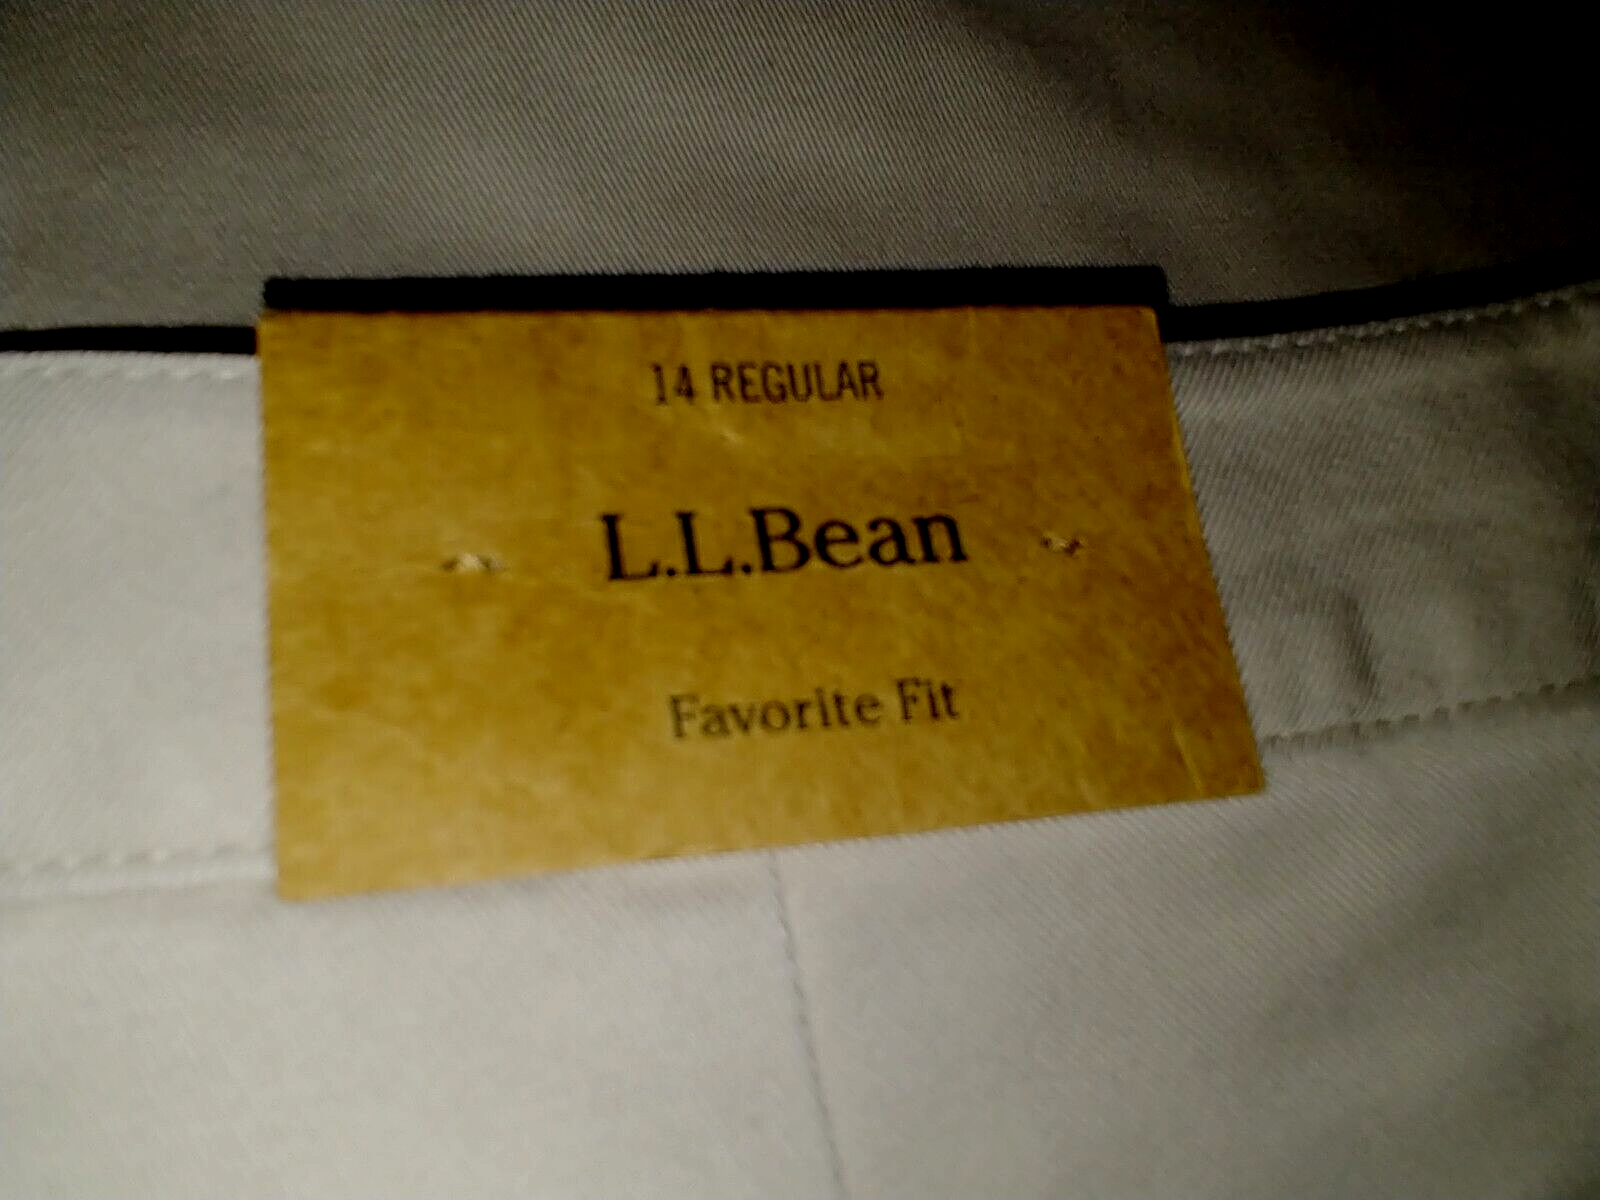 14 REGULAR
L.L.Bean
Favorite Fit